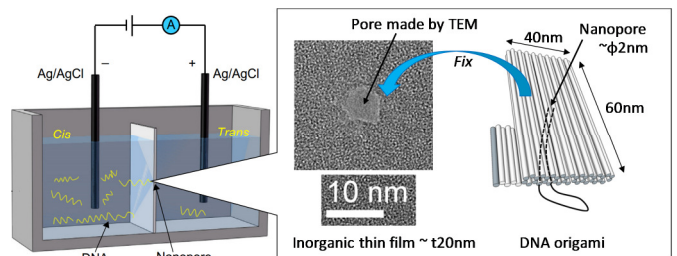 A
−
+
Ag/AgCl
Ag/AgCl
Cis
Trans
DNA
Nanopore
Pore made by TEM
Fix
10 nm
Inorganic thin film ~ t20nm
Nanopore
~ϕ2nm
40nm
60nm
DNA origami